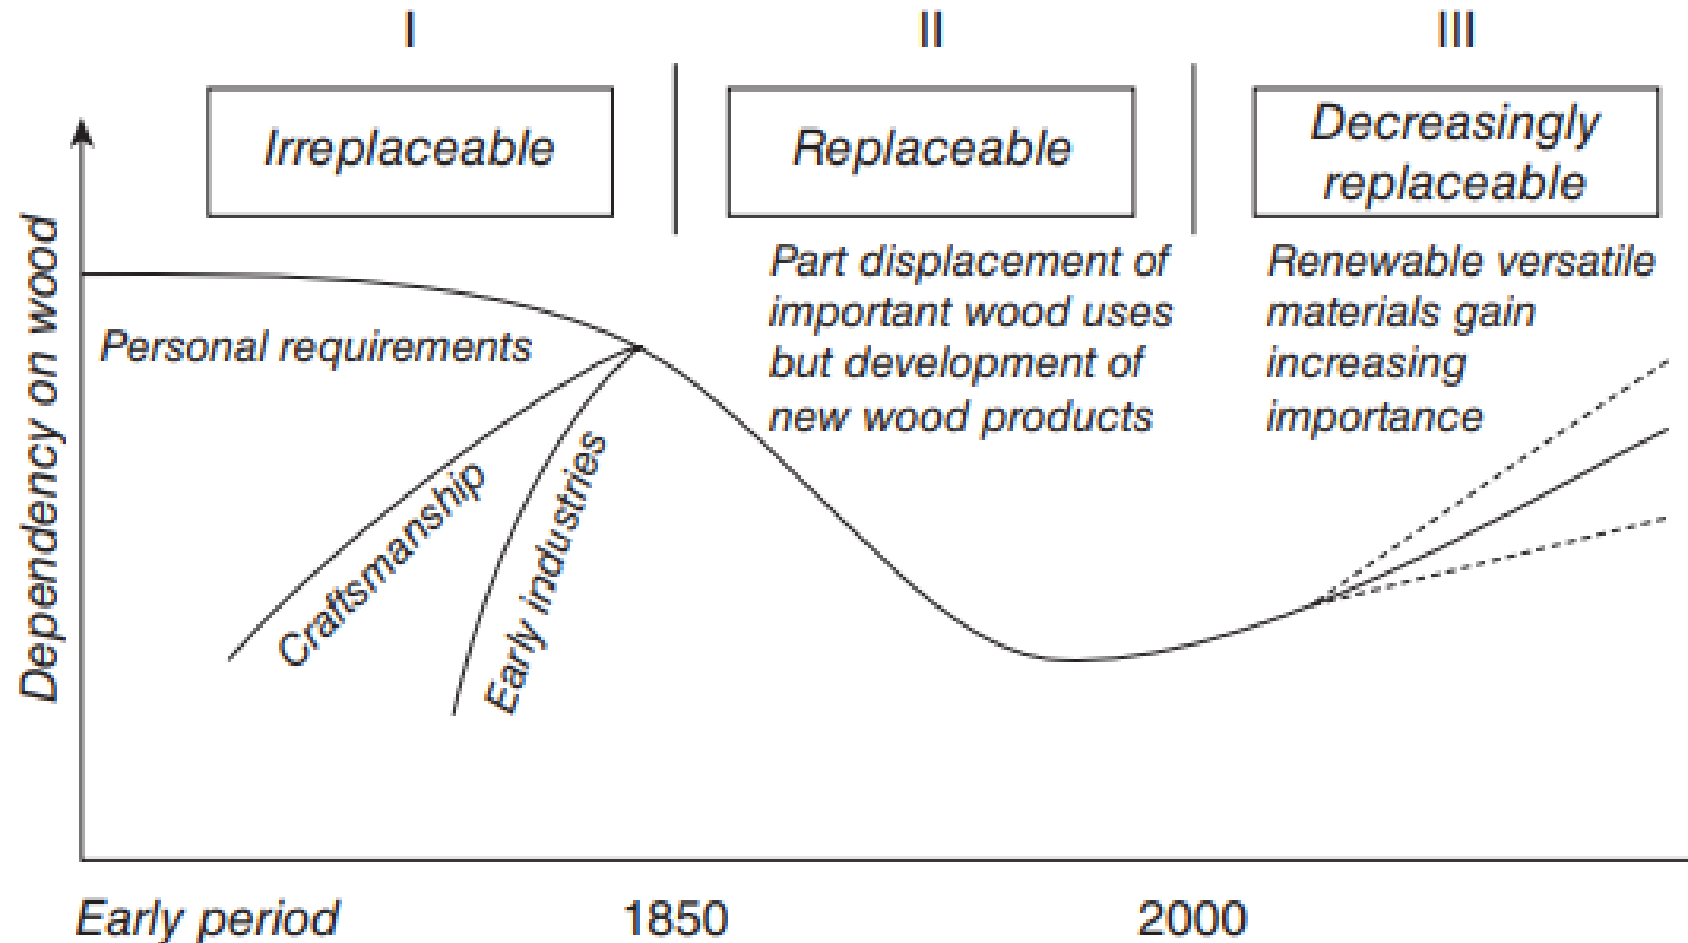 I
II
III
Irreplaceable
Replaceable
Decreasingly
replaceable
Dependency on wood
Personal requirements
Craftsmanship
Early industries
Part displacement of
important wood uses
but development of
new wood products
Renewable versatile
materials gain
increasing
importance
Early period
1850
2000